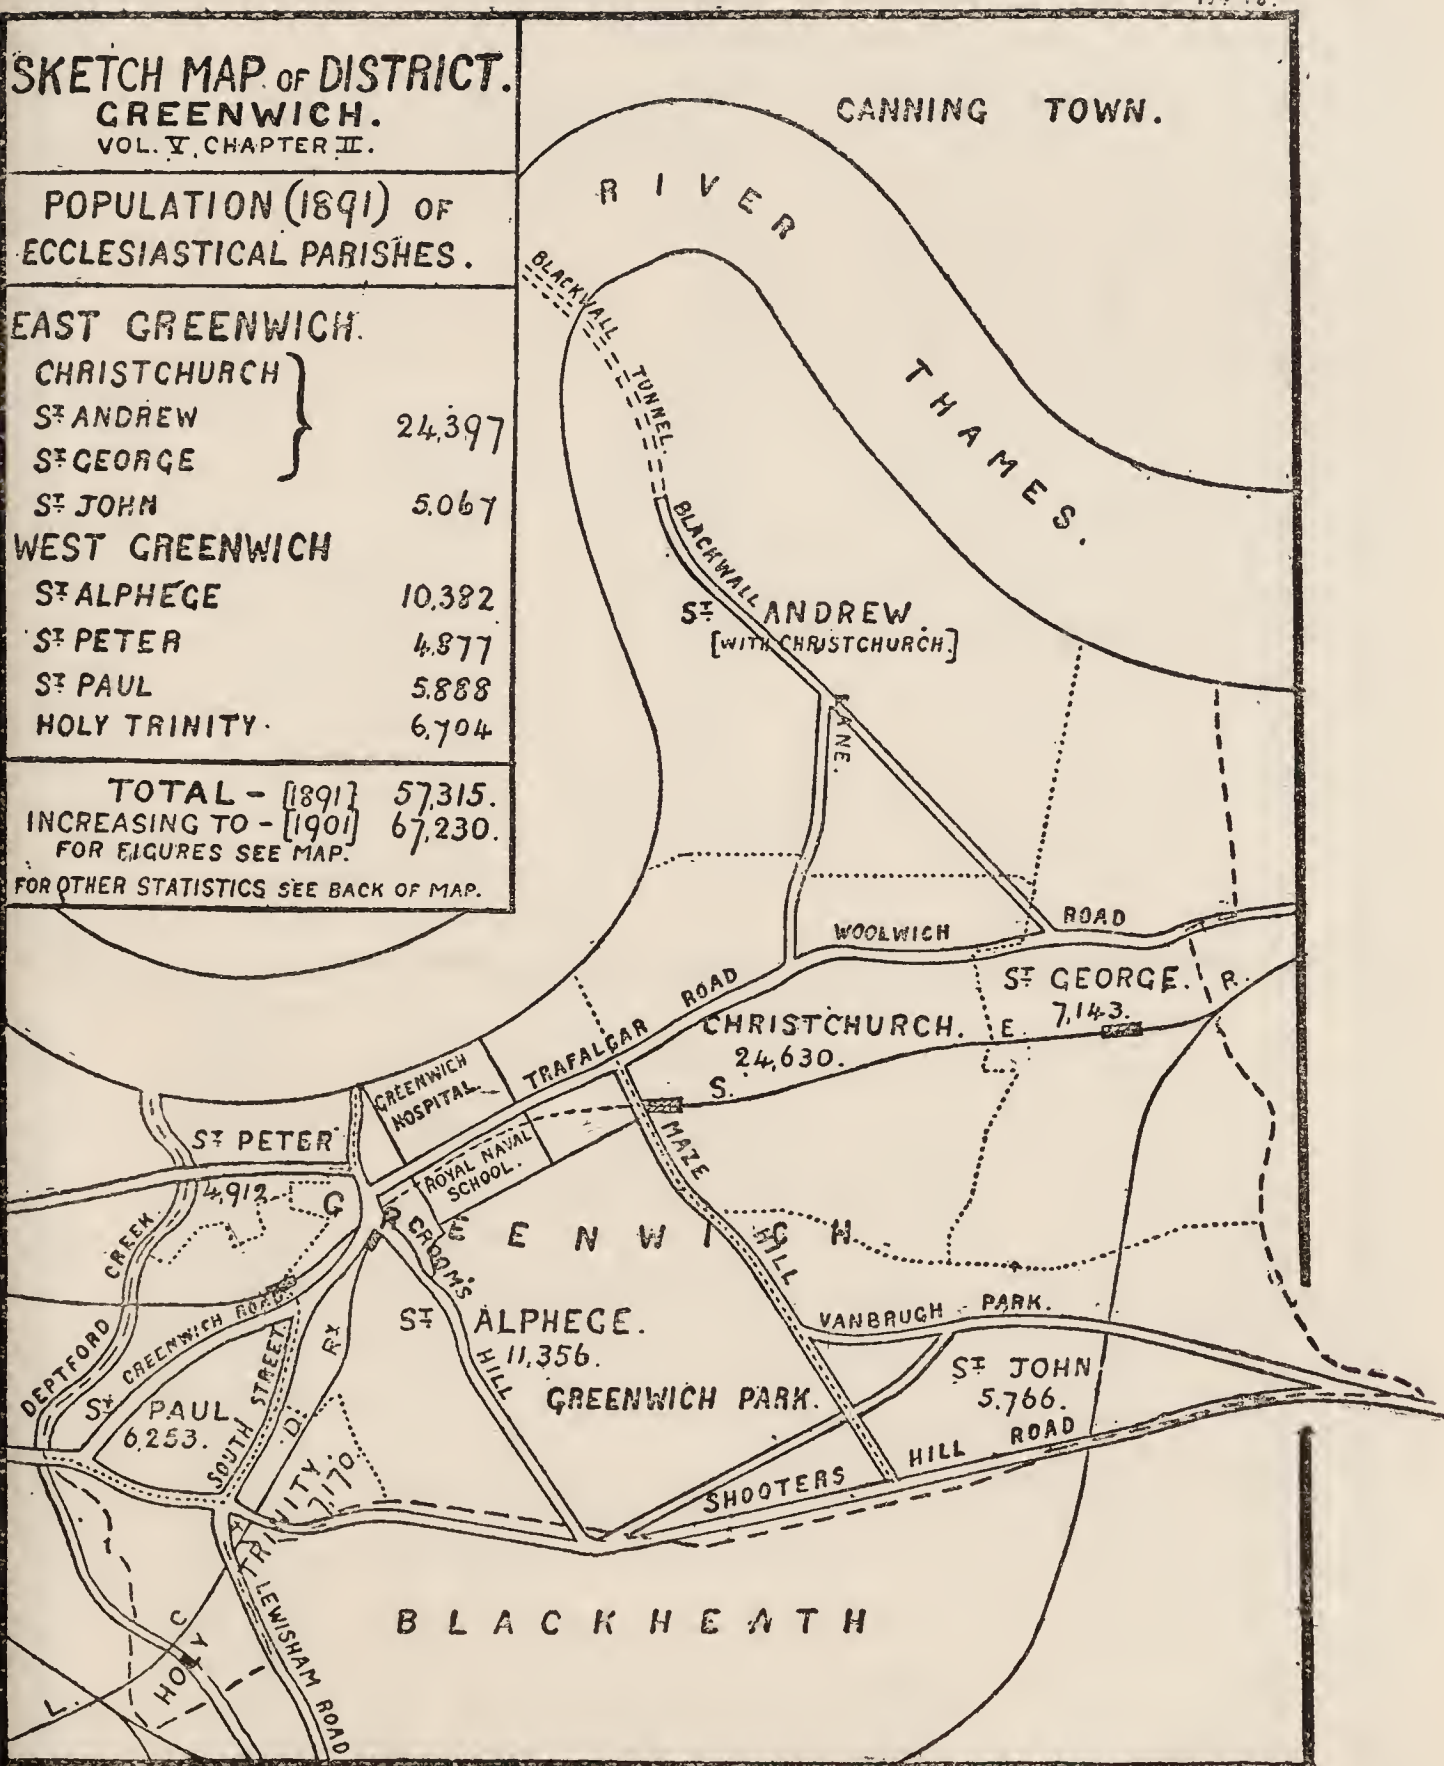 SKETCH MAP OF DISTRICT.
GREENWICH.
VOL. V, CHAPTER II.
POPULATION (1891) OF
ECCLESIASTICAL PARISHES.
EAST GREENWICH.
CHRISTCHURCH
ST ANDREW
24,397
ST GEORGE
ST JOHN 5,067
WEST GREENWICH
ST ALPHEGE 10,382
ST PETER 4,877
ST PAUL 5,888
HOLY TRINITY. 6,704
TOTAL - [1891] 57,315.
INCREASING TO - [1901] 67,230.
FOR FIGURES SEE MAP.
FOR OTHER STATISTICS SEE BACK OF MAP.
CANNING TOWN.
RIVER
THAMES.
BLACKWALL TUNNEL.
BLACKWALL LANE.
ST ANDREW.
[WITH CHRISTCHURCH.]
WOOLWICH ROAD
ST GEORGE.
7,143.
TRAFALGAR ROAD
CHRISTCHURCH.
24,630.
S. E. R.
GREENWICH
HOSPITAL.
ROYAL NAVAL
SCHOOL.
ST PETER
4,912
GREENWICH
MAZE HILL
CROOM'S HILL
DEPTFORD CREEK
GREENWICH ROAD.
ST ALPHEGE.
11,356.
GREENWICH PARK.
VANBRUGH PARK.
ST JOHN
5,766.
ST PAUL
6,253.
SOUTH STREET
L. C. D. RY
HOLY TRINITY
7,170
SHOOTERS HILL ROAD
BLACKHEATH
LEWISHAM ROAD